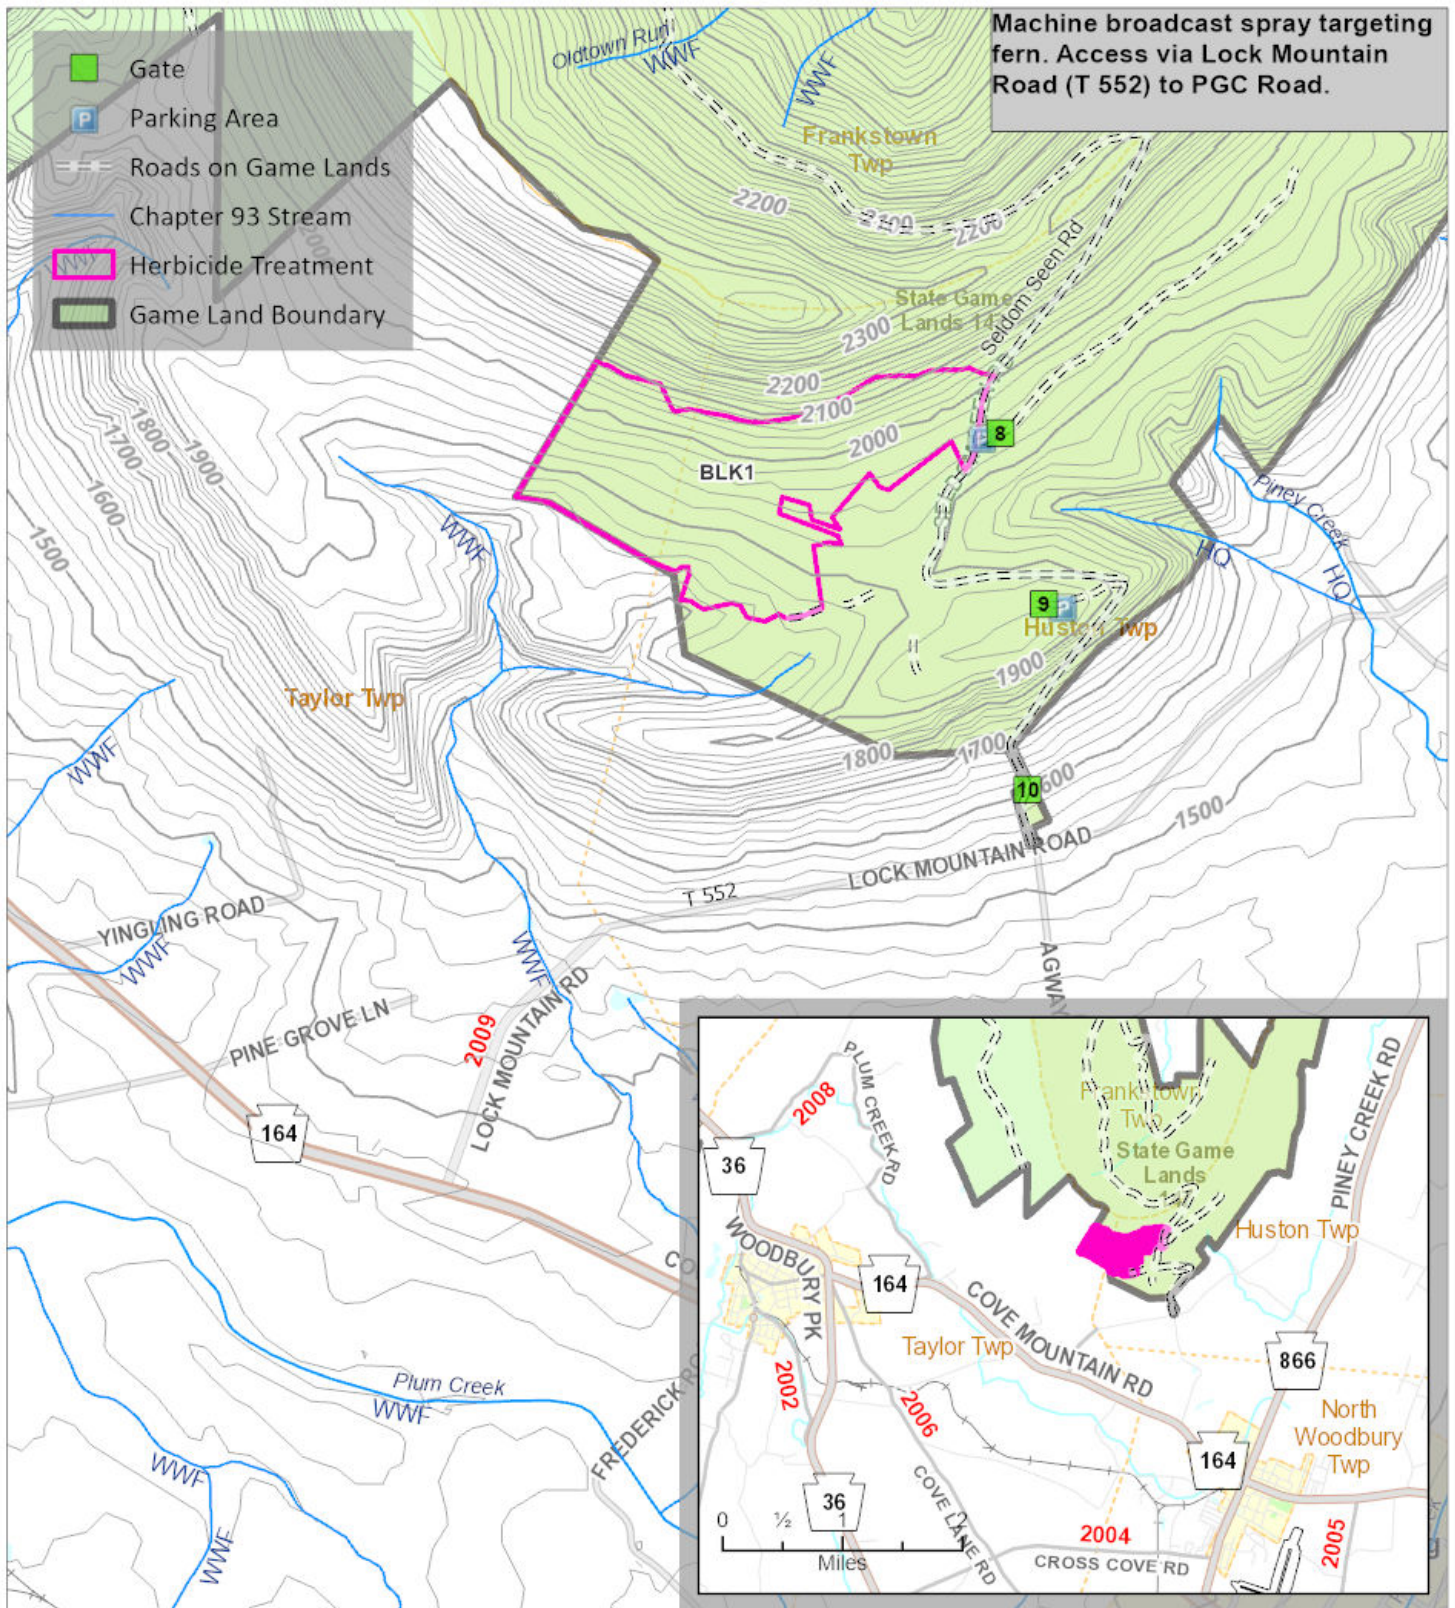 Machine broadcast spray targeting
fern. Access via Lock Mountain
Road (T 552) to PGC Road.
Gate
P
Parking Area
Roads on Game Lands
Chapter 93 Stream
Herbicide Treatment
Game Land Boundary
Oldtown Run
WWF
WWF
Frankstown
Twp
2200
2100
2200
Seldom Seen Rd
State Game
Lands 14
2300
2200
2100
2000
8
BLK1
1800
1700
1900
1600
1500
WWF
Piney Creek
HQ
HQ
9
P
Huston Twp
1900
Taylor Twp
WWF
1800
1700
10
600
1500
LOCK MOUNTAIN ROAD
T 552
YINGLING ROAD
WWF
WWF
AGWAY
PINE GROVE LN
2009
LOCK MOUNTAIN RD
164
CO
Plum Creek
WWF
FREDERICK RO
WWF
WWF
PLUM CREEK RD
2008
Frankstown
Twp
State Game
Lands
PINEY CREEK RD
36
Huston Twp
WOODBURY PK
164
COVE MOUNTAIN RD
Taylor Twp
866
2002
2006
North
Woodbury
Twp
164
COVE LANE RD
36
2004
CROSS COVE RD
2005
0
½
1
2
Miles